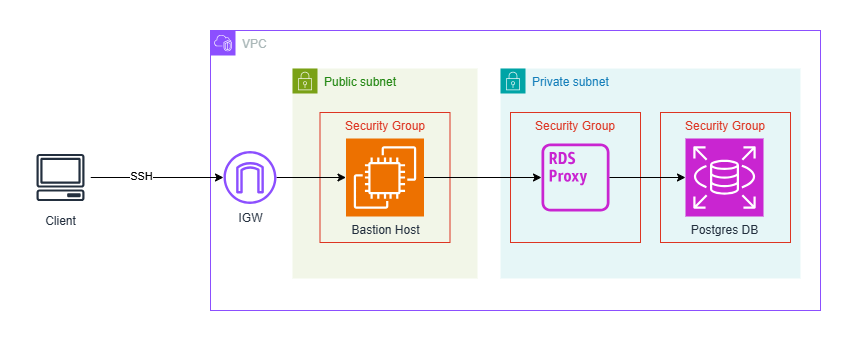 VPC
Public subnet
Private subnet
Security Group
Security Group
Security Group
RDS
Proxy
SSH
Client
IGW
Bastion Host
Postgres DB